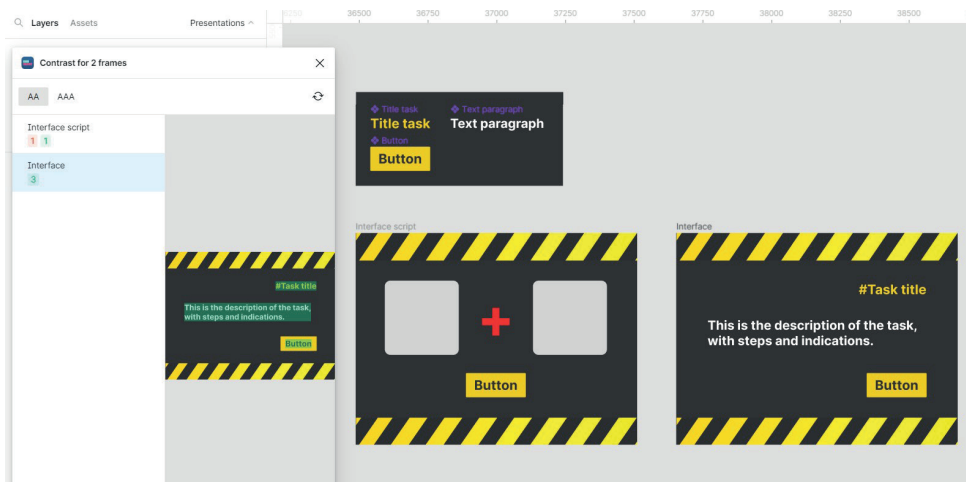 Layers Assets Presentations
36500 36750 37000 37250 37500 37750 38000 38250 38500
Contrast for 2 frames
AA AAA
Interface script
1 1
Interface
3
#Task title
This is the description of the task,
with steps and indications.
Button
Title task Text paragraph
Title task Text paragraph
Button
Button
Interface script
Button
Interface
#Task title
This is the description of the task,
with steps and indications.
Button